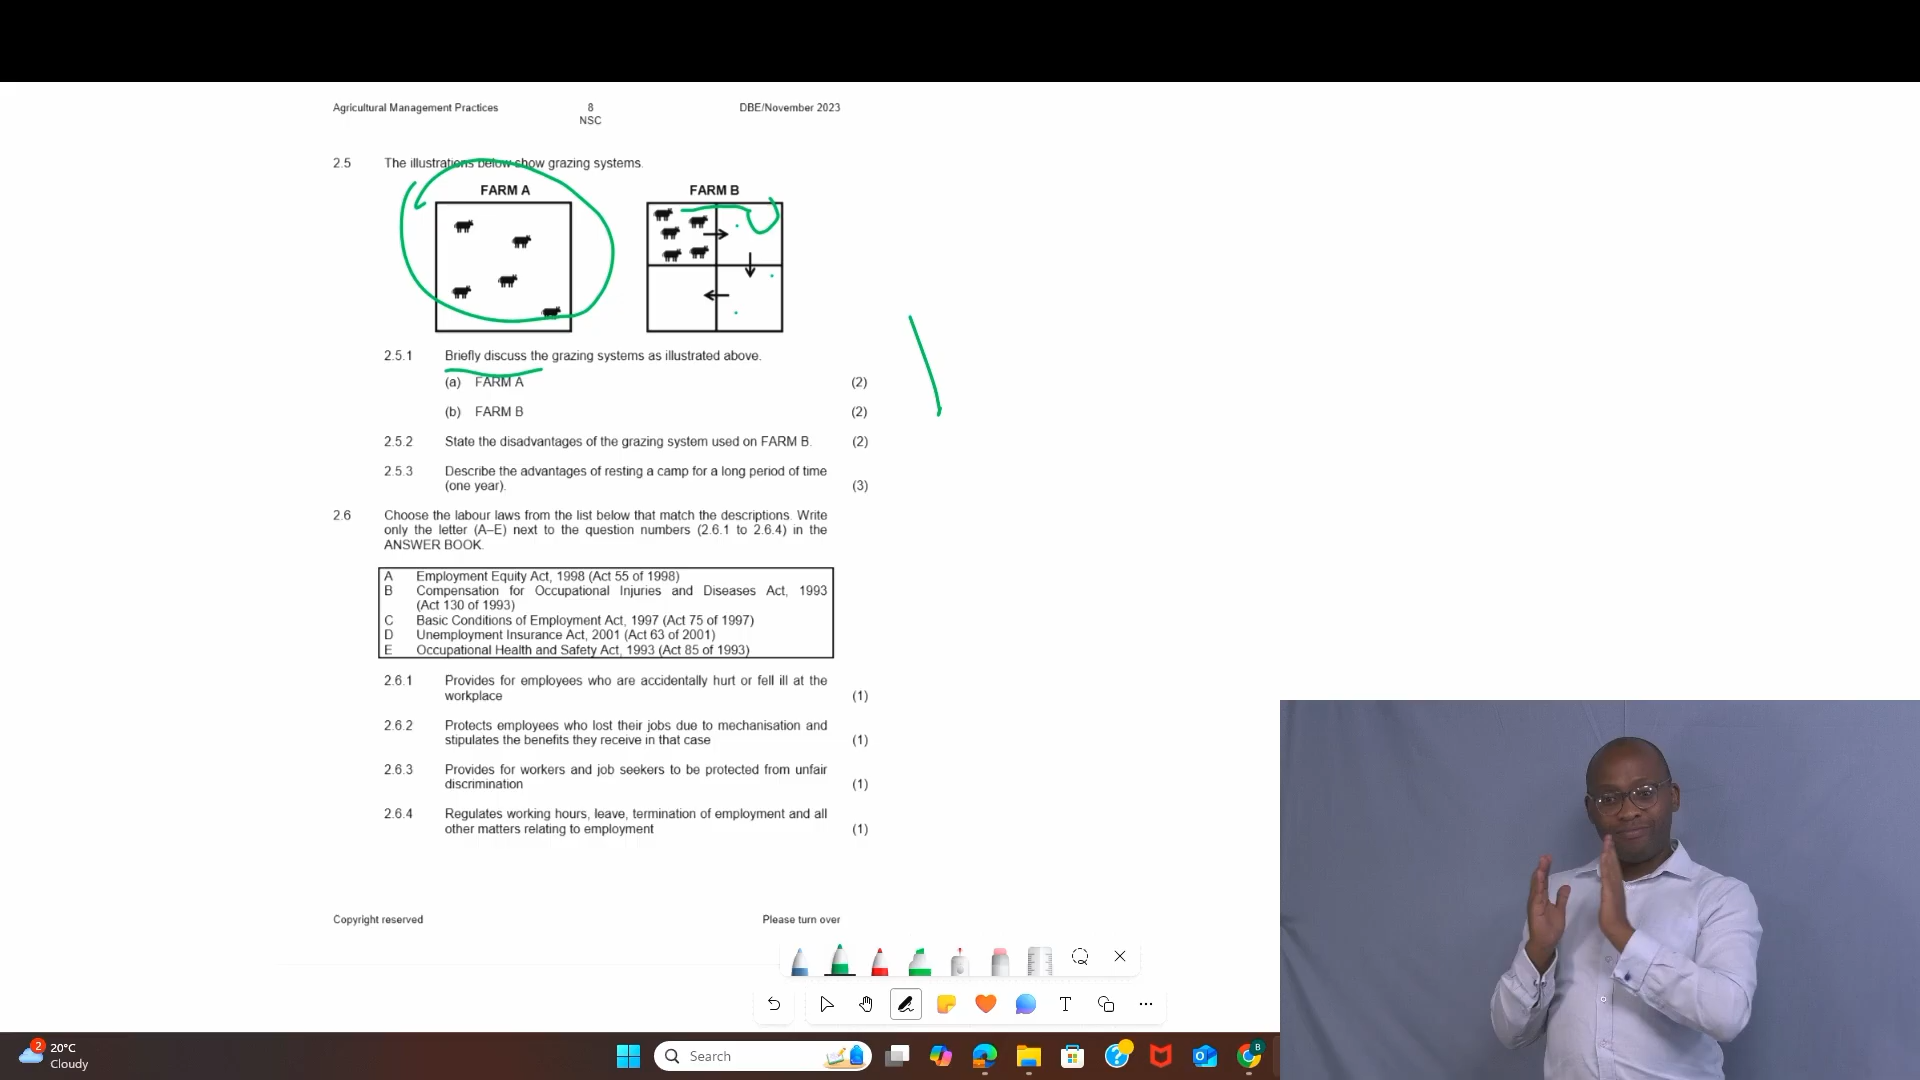 Agricultural Management Practices 8 DBE/November 2023
NSC
2.5 The illustrations below show grazing systems.
FARM A FARM B
2.5.1 Briefly discuss the grazing systems as illustrated above.
(a) FARM A (2)
(b) FARM B (2)
2.5.2 State the disadvantages of the grazing system used on FARM B. (2)
2.5.3 Describe the advantages of resting a camp for a long period of time
(one year). (3)
2.6 Choose the labour laws from the list below that match the descriptions. Write
only the letter (A–E) next to the question numbers (2.6.1 to 2.6.4) in the
ANSWER BOOK.
A Employment Equity Act, 1998 (Act 55 of 1998)
B Compensation for Occupational Injuries and Diseases Act, 1993
(Act 130 of 1993)
C Basic Conditions of Employment Act, 1997 (Act 75 of 1997)
D Unemployment Insurance Act, 2001 (Act 63 of 2001)
E Occupational Health and Safety Act, 1993 (Act 85 of 1993)
2.6.1 Provides for employees who are accidentally hurt or fell ill at the
workplace (1)
2.6.2 Protects employees who lost their jobs due to mechanisation and
stipulates the benefits they receive in that case (1)
2.6.3 Provides for workers and job seekers to be protected from unfair
discrimination (1)
2.6.4 Regulates working hours, leave, termination of employment and all
other matters relating to employment (1)
Copyright reserved Please turn over
T
2 20°C
Cloudy
Search
B